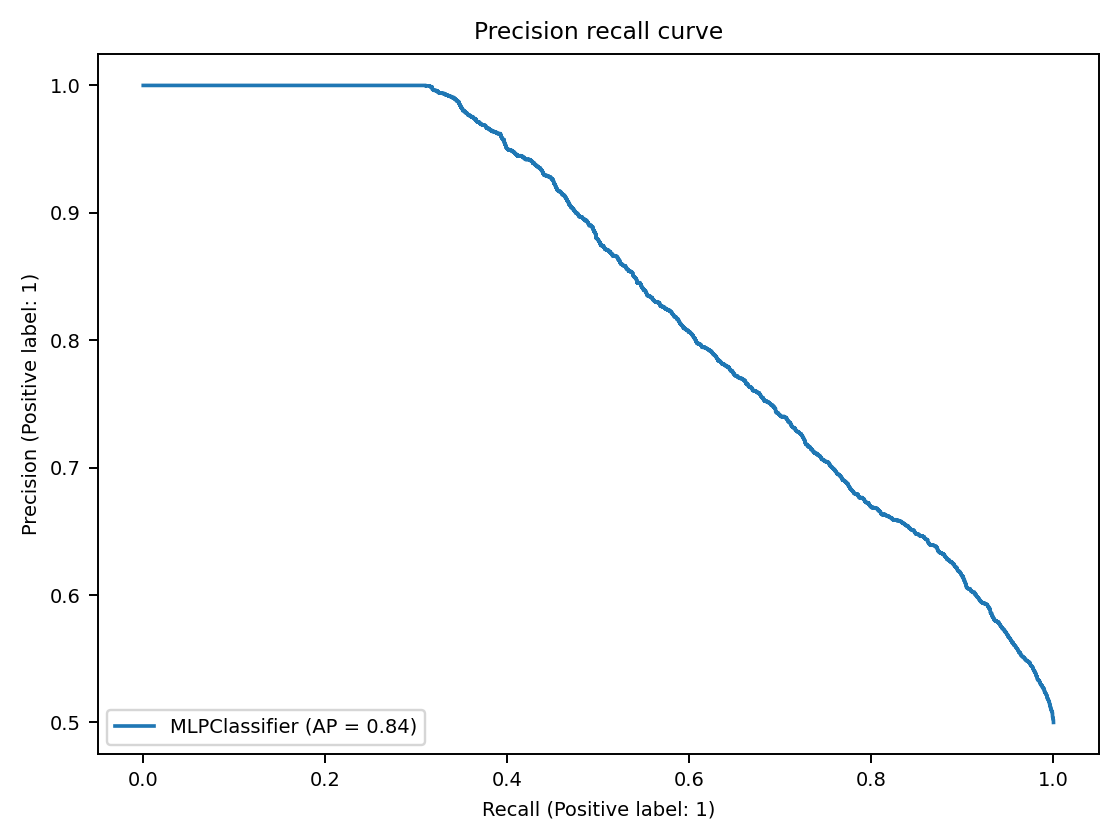 Precision recall curve
1.0
0.9
0.8
0.7
0.6
0.5
Precision (Positive label: 1)
MLPClassifier (AP = 0.84)
0.0 0.2 0.4 0.6 0.8 1.0
Recall (Positive label: 1)